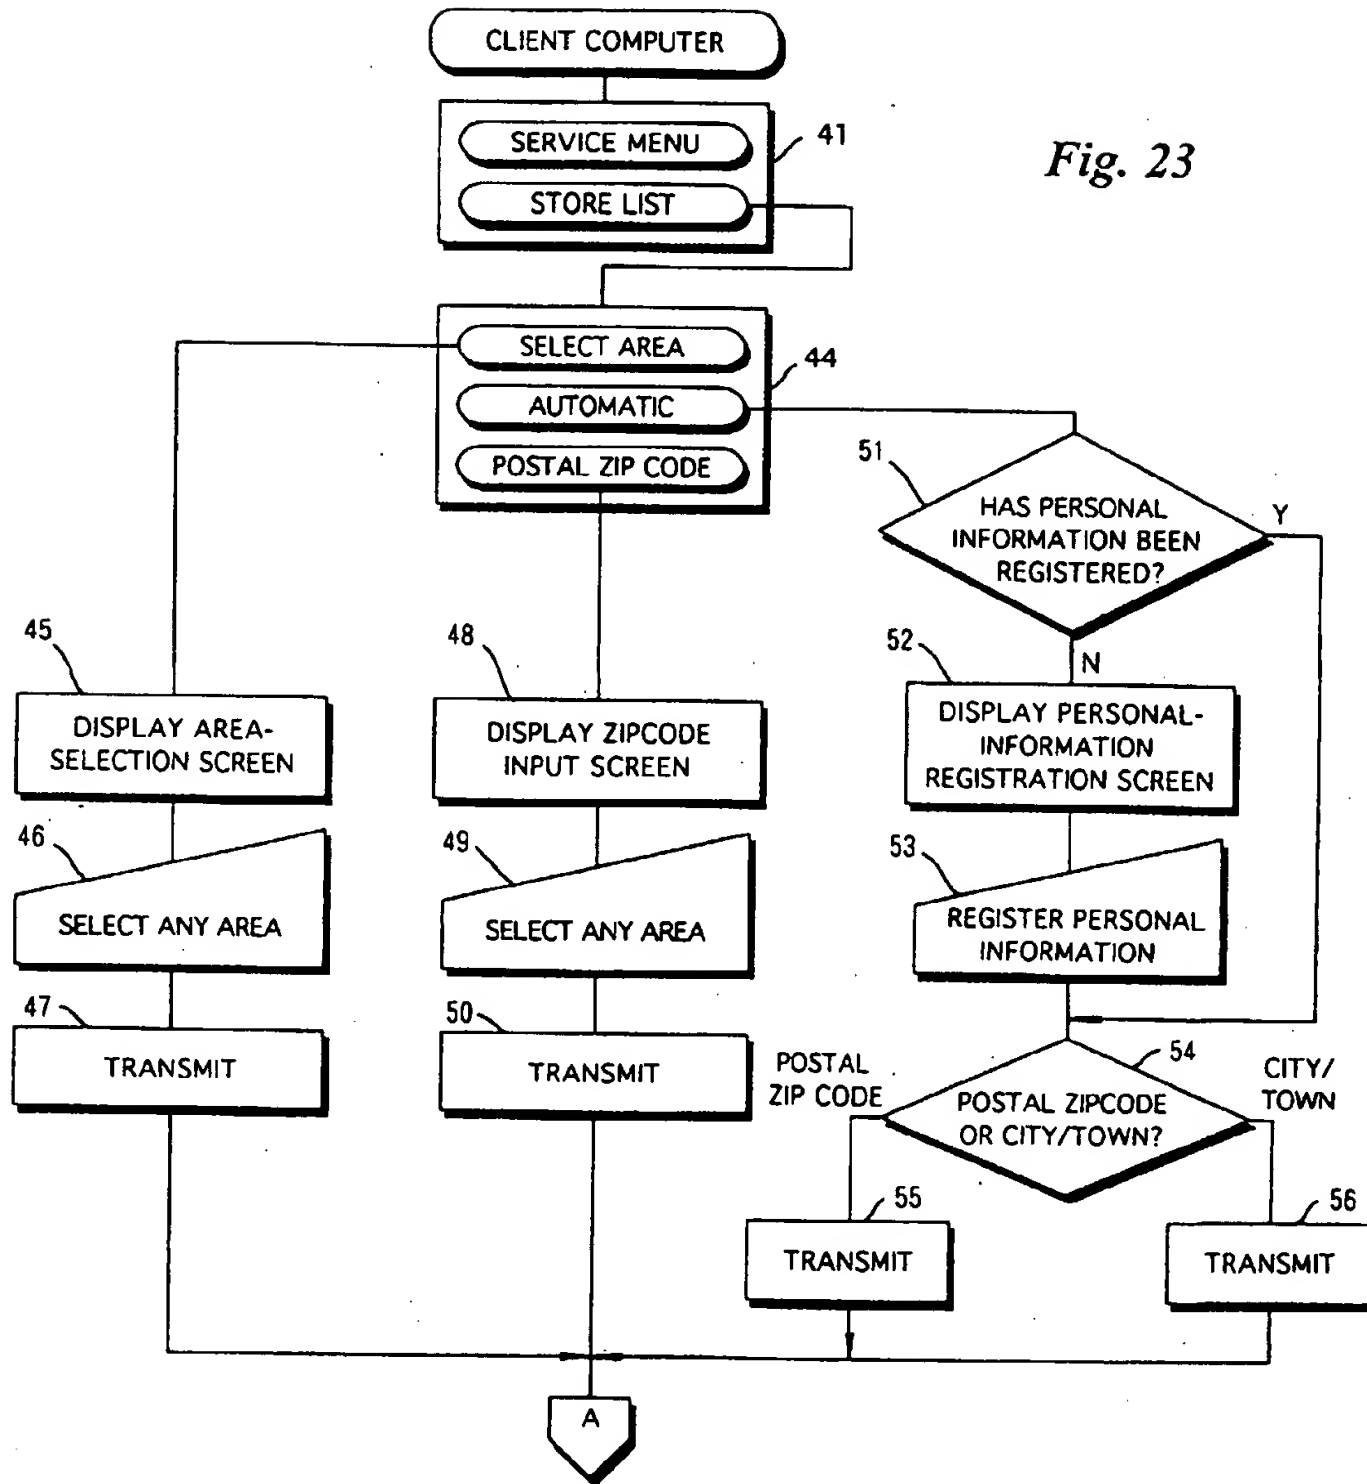 CLIENT COMPUTER
SERVICE MENU
41
STORE LIST
Fig. 23
SELECT AREA
44
AUTOMATIC
POSTAL ZIP CODE
51
HAS PERSONAL
INFORMATION BEEN
REGISTERED?
Y
N
45
DISPLAY AREA-
SELECTION SCREEN
48
DISPLAY ZIPCODE
INPUT SCREEN
52
DISPLAY PERSONAL-
INFORMATION
REGISTRATION SCREEN
46
SELECT ANY AREA
49
SELECT ANY AREA
53
REGISTER PERSONAL
INFORMATION
47
TRANSMIT
50
TRANSMIT
54
POSTAL ZIPCODE
OR CITY/TOWN?
POSTAL
ZIP CODE
CITY/
TOWN
55
TRANSMIT
56
TRANSMIT
A